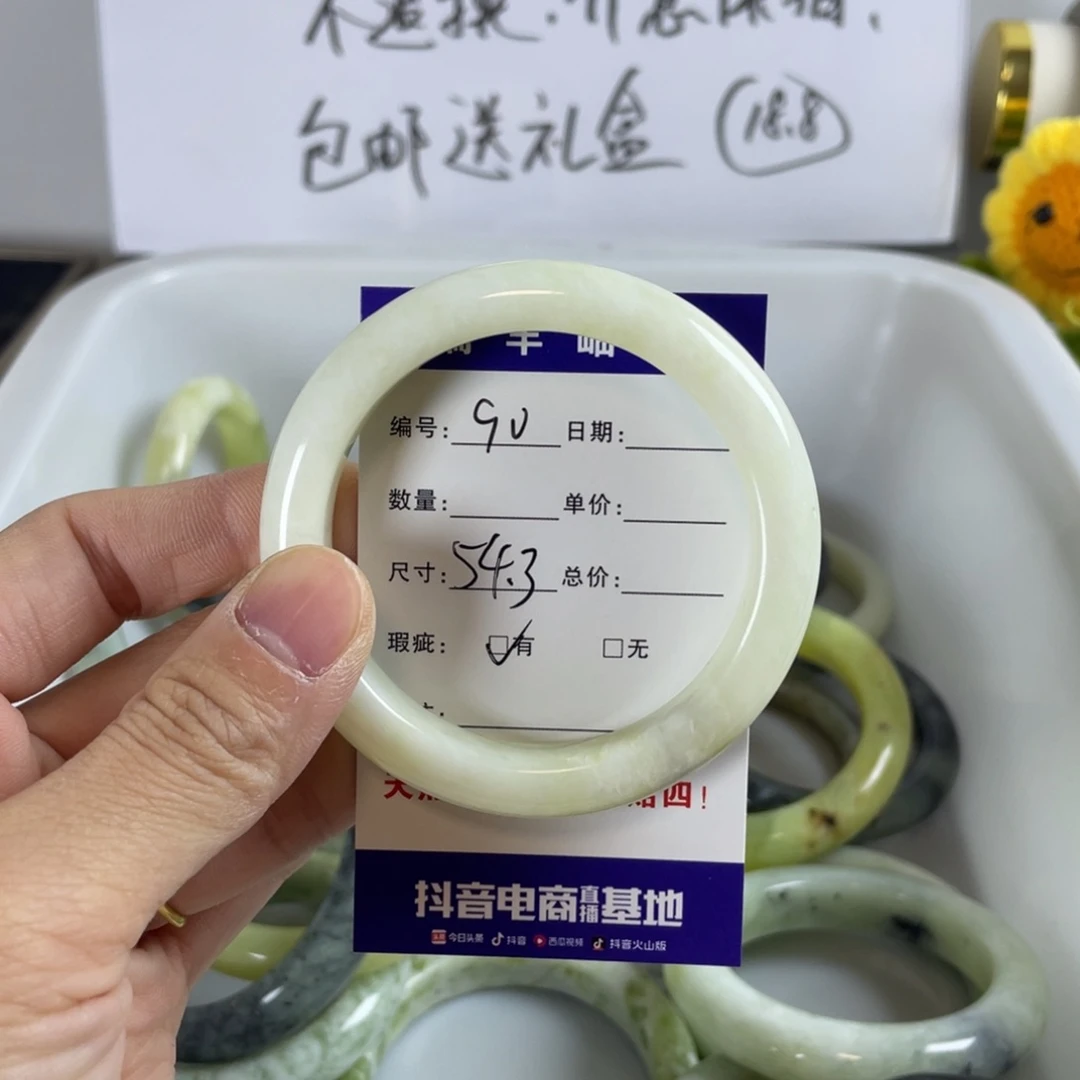 包邮送礼盒 18.8
编号: 90 日期:
数量: 单价:
尺寸: 54.3 总价:
瑕疵: 有 无
四!
抖音电商直播基地
今日头条 抖音 西瓜视频 抖音火山版